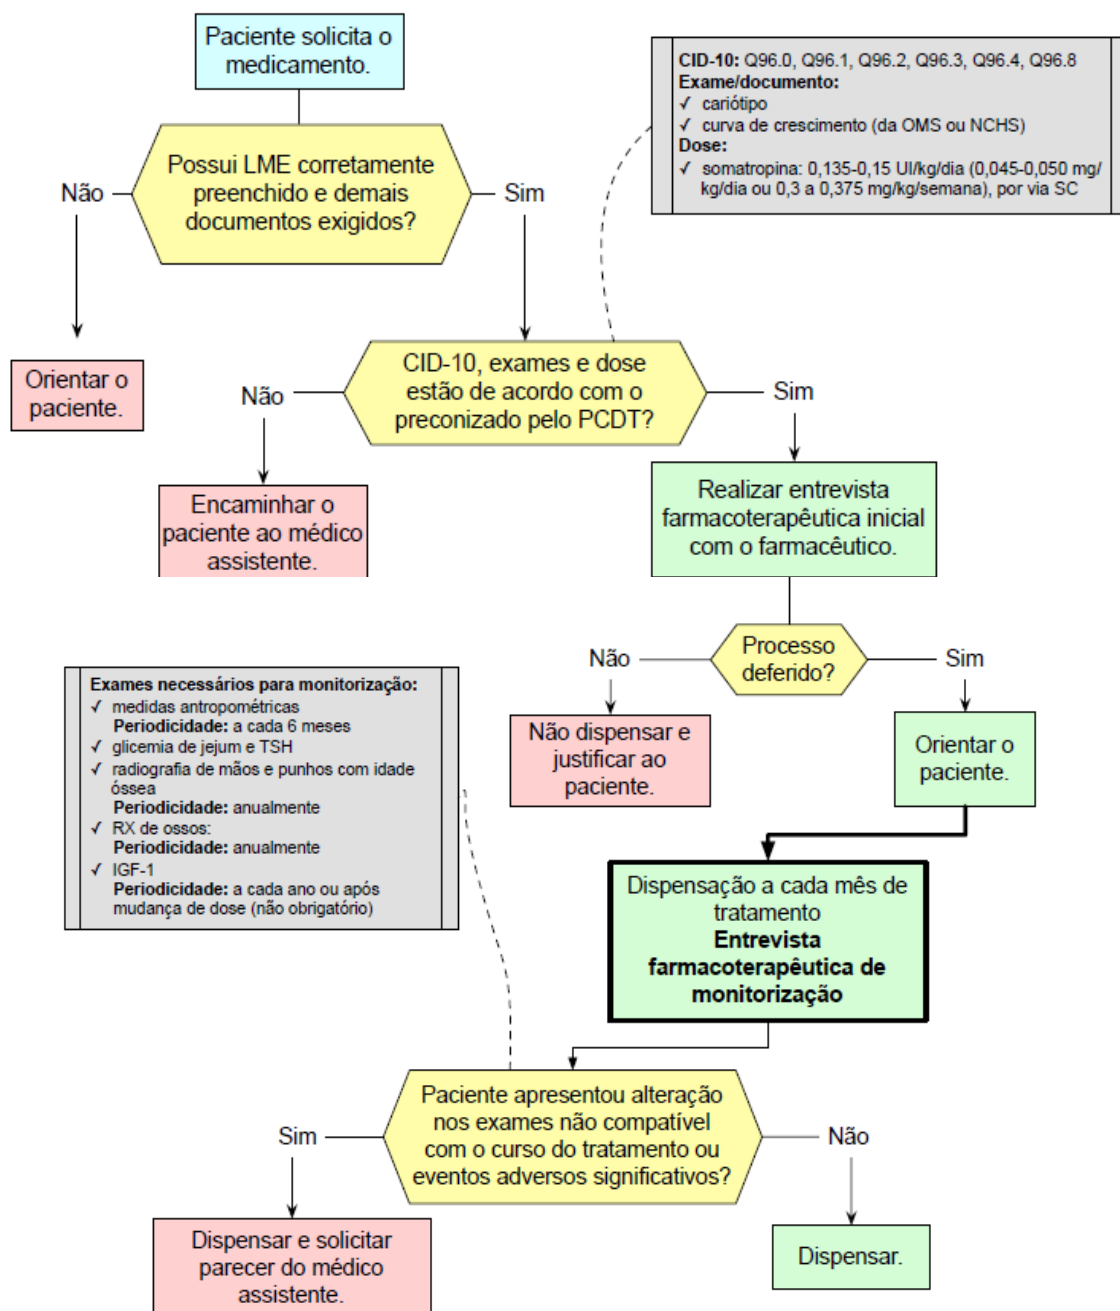 Paciente solicita o
medicamento.
CID-10: Q96.0, Q96.1, Q96.2, Q96.3, Q96.4, Q96.8
Exame/documento:
✓ cariótipo
✓ curva de crescimento (da OMS ou NCHS)
Dose:
✓ somatropina: 0,135-0,15 UI/kg/dia (0,045-0,050 mg/
kg/dia ou 0,3 a 0,375 mg/kg/semana), por via SC
Possui LME corretamente
preenchido e demais
documentos exigidos?
Não
Sim
Orientar o
paciente.
CID-10, exames e dose
estão de acordo com o
preconizado pelo PCDT?
Não
Sim
Encaminhar o
paciente ao médico
assistente.
Realizar entrevista
farmacoterapêutica inicial
com o farmacêutico.
Processo
deferido?
Não
Sim
Não dispensar e
justificar ao
paciente.
Orientar o
paciente.
Exames necessários para monitorização:
✓ medidas antropométricas
Periodicidade: a cada 6 meses
✓ glicemia de jejum e TSH
✓ radiografia de mãos e punhos com idade
óssea
Periodicidade: anualmente
✓ RX de ossos:
Periodicidade: anualmente
✓ IGF-1
Periodicidade: a cada ano ou após
mudança de dose (não obrigatório)
Dispensação a cada mês de
tratamento
Entrevista
farmacoterapêutica de
monitorização
Paciente apresentou alteração
nos exames não compatível
com o curso do tratamento ou
eventos adversos significativos?
Sim
Não
Dispensar e solicitar
parecer do médico
assistente.
Dispensar.